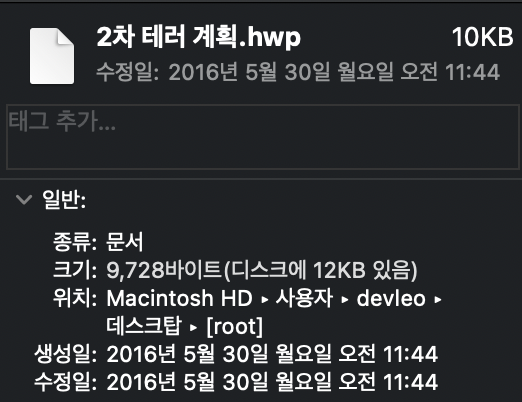 2차 테러 계획.hwp 10KB
수정일: 2016년 5월 30일 월요일 오전 11:44
태그 추가...
일반:
종류: 문서
크기: 9,728바이트(디스크에 12KB 있음)
위치: Macintosh HD ▸ 사용자 ▸ devleo ▸
데스크탑 ▸ [root]
생성일: 2016년 5월 30일 월요일 오전 11:44
수정일: 2016년 5월 30일 월요일 오전 11:44